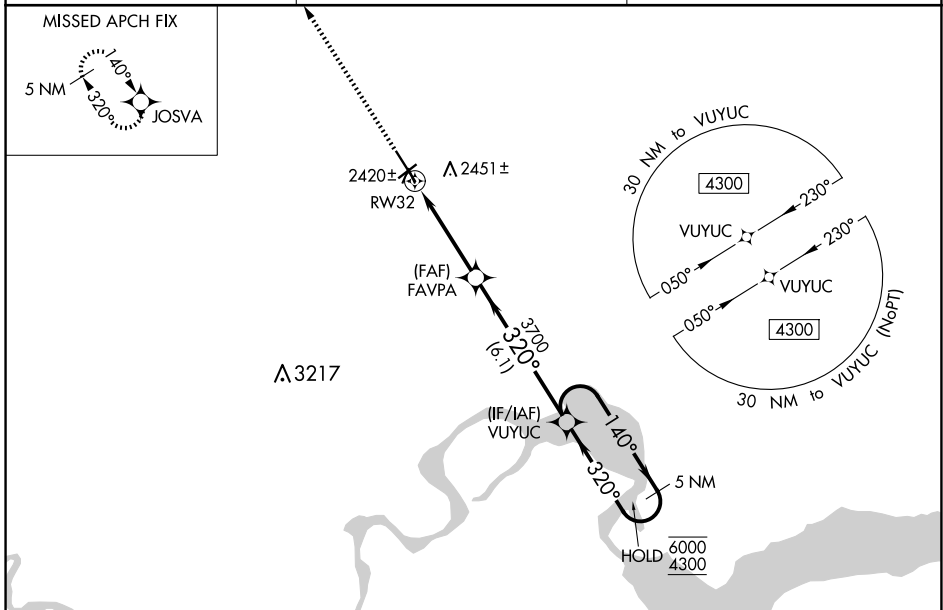 MISSED APCH FIX
140°
5 NM
320°
JOSVA
2420±
2451±
RW32
(FAF)
FAVPA
3700
320°
(6.1)
3217
(IF/IAF)
VUYUC
140°
320°
5 NM
HOLD
6000
4300
30 NM to VUYUC
4300
230°
VUYUC
050°
230°
VUYUC
050°
4300
30 NM to VUYUC (NoPT)